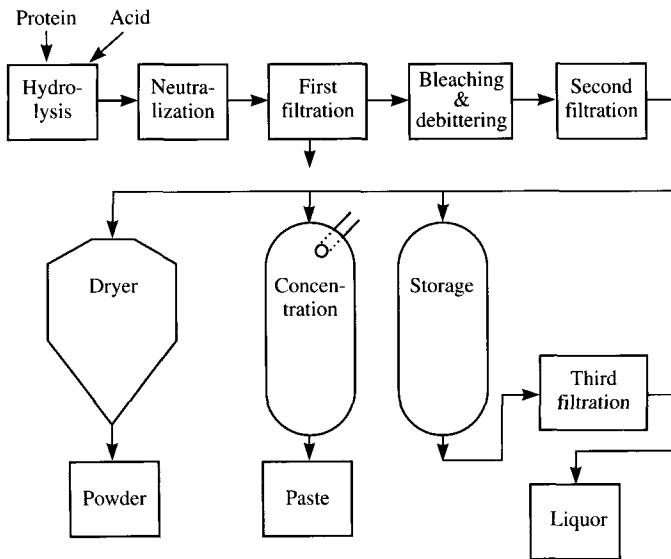 Protein
Acid
Hydro-
lysis
Neutra-
lization
First
filtration
Bleaching
&
debittering
Second
filtration
Dryer
Concen-
tration
Storage
Third
filtration
Powder
Paste
Liquor